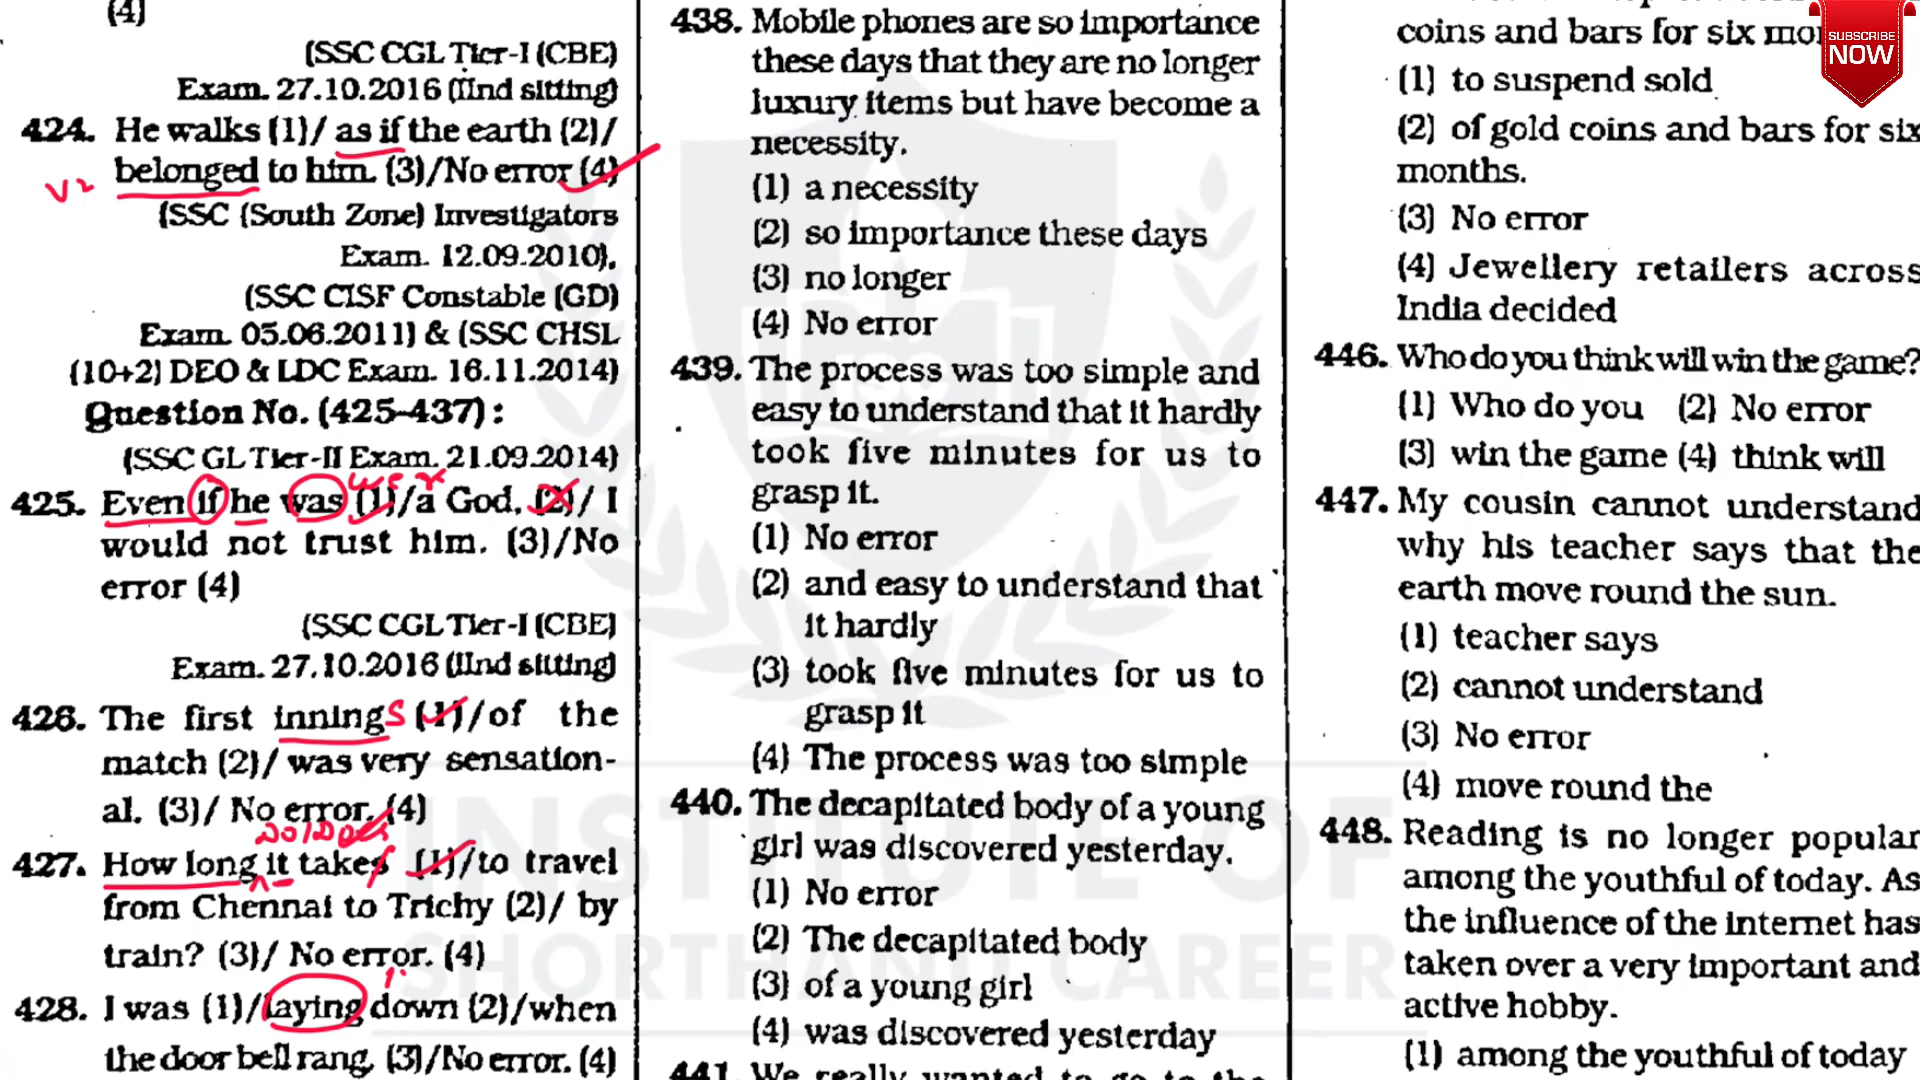 (4)
(SSC CGL Tier-I (CBE)
Exam. 27.10.2016 (IInd sitting)
424. He walks (1)/ as if the earth (2)/
belonged to him. (3)/No error (4)
V2
(SSC (South Zone) Investigators
Exam. 12.09.2010),
(SSC CISF Constable (GD)
Exam. 05.06.2011) & (SSC CHSL
(10+2) DEO & LDC Exam. 16.11.2014)
Question No. (425-437) :
(SSC GL Tier-II Exam. 21.09.2014)
425. Even if he was (1)/a God, (2)/ I
would not trust him. (3)/No
error (4)
(SSC CGL Tier-I (CBE)
Exam. 27.10.2016 (IInd sitting)
426. The first innings (1)/of the
match (2)/ was very sensation-
al. (3)/ No error. (4)
427. How long it takes (1)/to travel
from Chennai to Trichy (2)/ by
train? (3)/ No error. (4)
428. I was (1)/laying down (2)/when
the door bell rang. (3)/No error. (4)
438. Mobile phones are so importance
these days that they are no longer
luxury items but have become a
necessity.
(1) a necessity
(2) so importance these days
(3) no longer
(4) No error
439. The process was too simple and
easy to understand that it hardly
took five minutes for us to
grasp it.
(1) No error
(2) and easy to understand that
it hardly
(3) took five minutes for us to
grasp it
(4) The process was too simple
440. The decapitated body of a young
girl was discovered yesterday.
(1) No error
(2) The decapitated body
(3) of a young girl
(4) was discovered yesterday
441. We really wanted to go to the
coins and bars for six
(1) to suspend sold
(2) of gold coins and bars for six
months.
(3) No error
(4) Jewellery retailers across
India decided
446. Who do you think will win the game?
(1) Who do you (2) No error
(3) win the game (4) think will
447. My cousin cannot understand
why his teacher says that the
earth move round the sun.
(1) teacher says
(2) cannot understand
(3) No error
(4) move round the
448. Reading is no longer popular
among the youthful of today. As
the influence of the internet has
taken over a very important and
active hobby.
(1) among the youthful of today
SUBSCRIBE
NOW
INSTITUTE OF
SHORTHAND CAREER